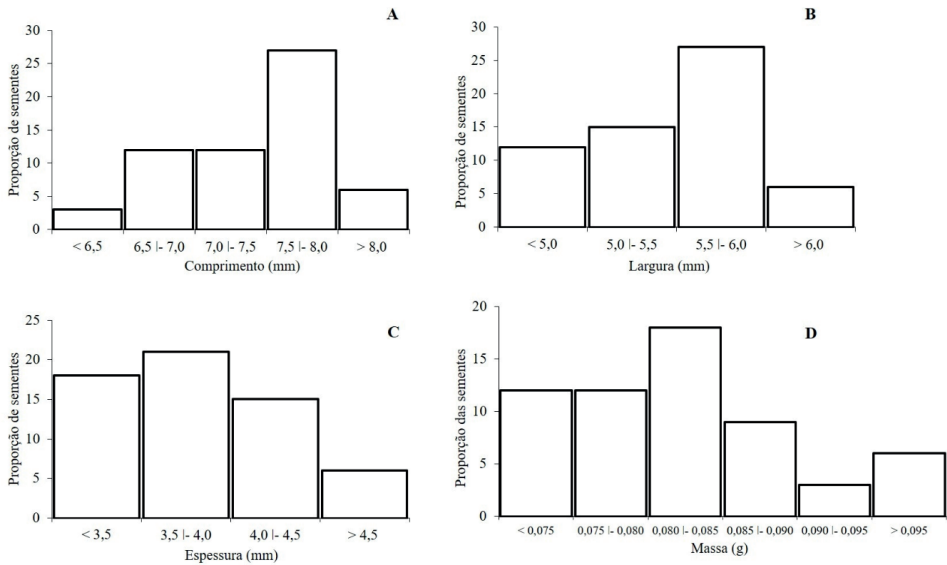 A
Proporção de sementes
30
25
20
15
10
5
0
< 6,5 6,5 |- 7,0 7,0 |- 7,5 7,5 |- 8,0 > 8,0
Comprimento (mm)
B
Proporção de sementes
30
25
20
15
10
5
0
< 5,0 5,0 |- 5,5 5,5 |- 6,0 > 6,0
Largura (mm)
C
Proporção de sementes
25
20
15
10
5
0
< 3,5 3,5 |- 4,0 4,0 |- 4,5 > 4,5
Espessura (mm)
D
Proporção das sementes
20
15
10
5
0
< 0,075 0,075 |- 0,080 0,080 |- 0,085 0,085 |- 0,090 0,090 |- 0,095 > 0,095
Massa (g)